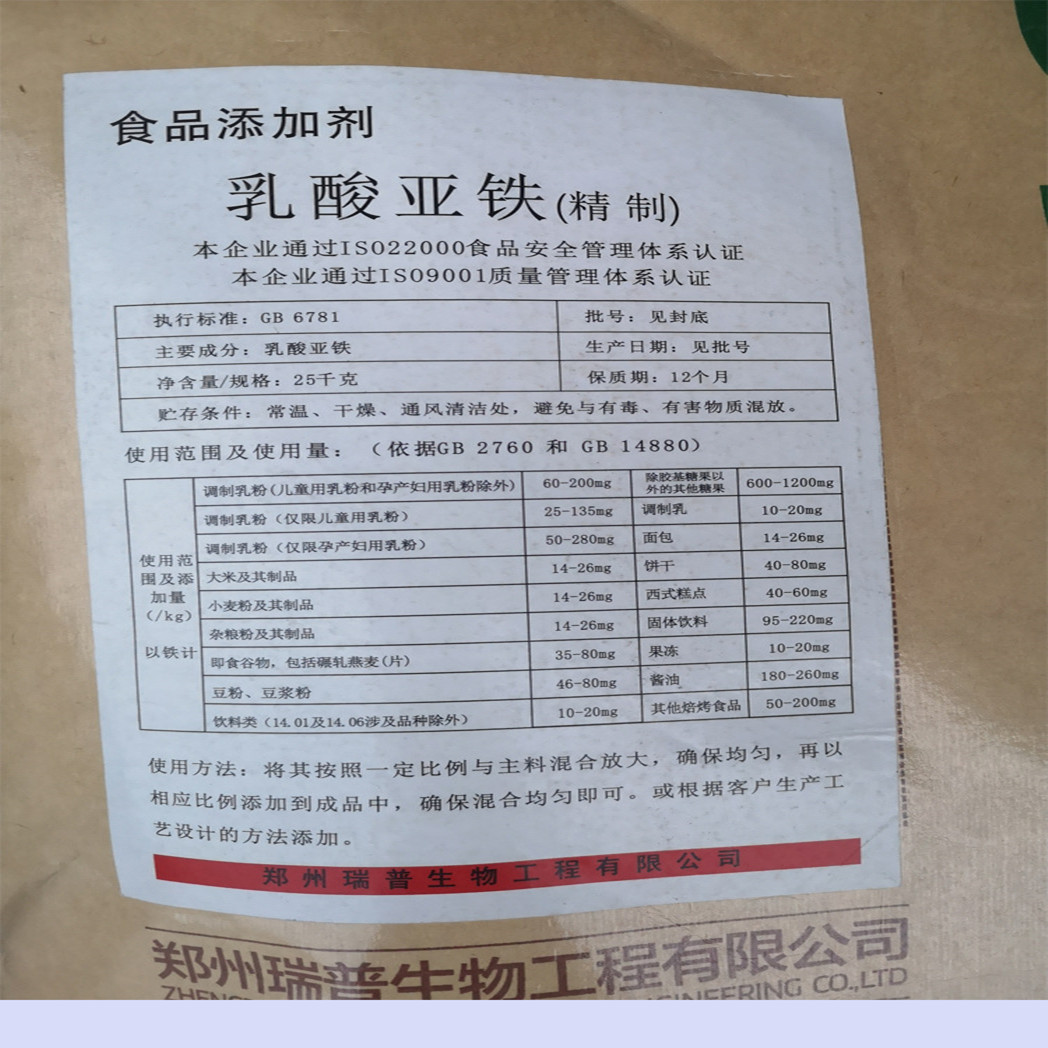 食品添加剂
乳酸亚铁(精制)
本企业通过ISO22000食品安全管理体系认证
本企业通过ISO9001质量管理体系认证
执行标准：GB 6781 批号：见封底
主要成分：乳酸亚铁 生产日期：见批号
净含量/规格：25千克 保质期：12个月
贮存条件：常温、干燥、通风清洁处，避免与有毒、有害物质混放。
使用范围及使用量：（依据GB 2760 和 GB 14880）
使用范围及添加量(/kg) 以铁计
调制乳粉(儿童用乳粉和孕产妇用乳粉除外) 60-200mg 除胶基糖果以外的其他糖果 600-1200mg
调制乳粉（仅限儿童用乳粉） 25-135mg 调制乳 10-20mg
调制乳粉（仅限孕产妇用乳粉） 50-280mg 面包 14-26mg
大米及其制品 14-26mg 饼干 40-80mg
小麦粉及其制品 14-26mg 西式糕点 40-60mg
杂粮粉及其制品 14-26mg 固体饮料 95-220mg
即食谷物，包括碾轧燕麦(片) 35-80mg 果冻 10-20mg
豆粉、豆浆粉 46-80mg 酱油 180-260mg
饮料类（14.01及14.06涉及品种除外） 10-20mg 其他焙烤食品 50-200mg
使用方法：将其按照一定比例与主料混合放大，确保均匀，再以
相应比例添加到成品中，确保混合均匀即可。或根据客户生产工
艺设计的方法添加。
郑州瑞普生物工程有限公司
郑州瑞普生物工程有限公司
CO.,LTD